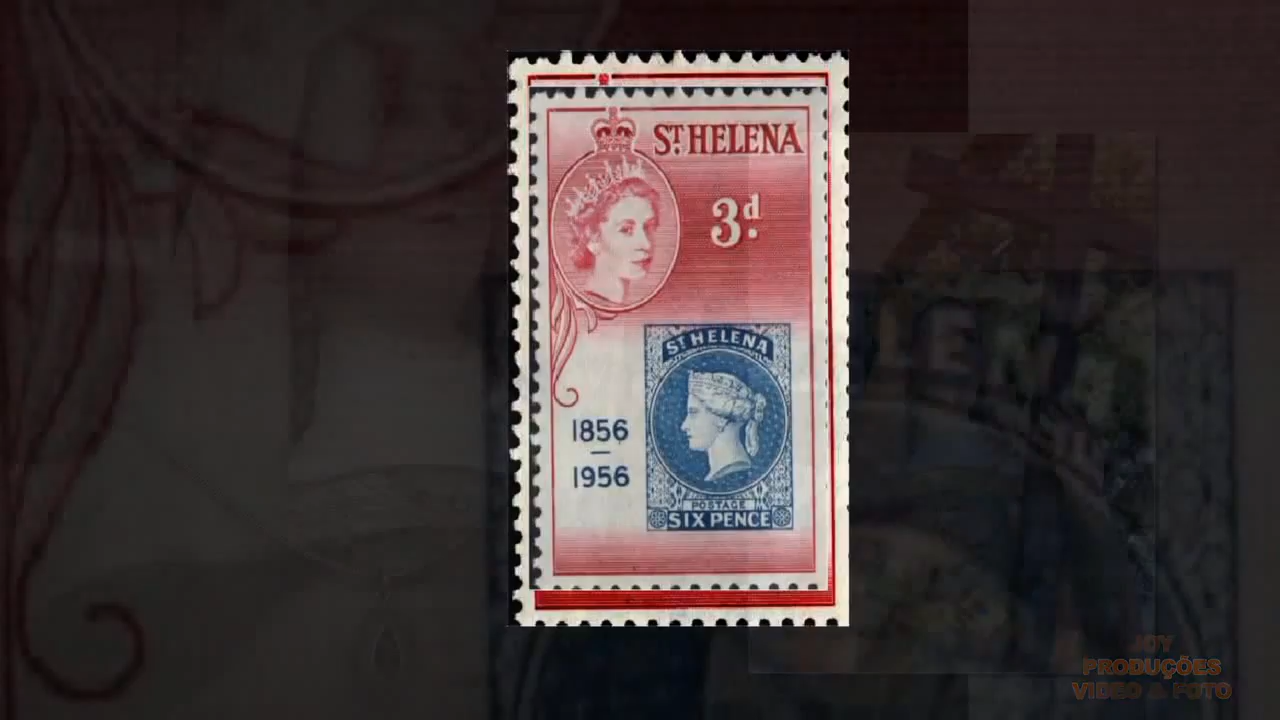 ST. HELENA
3d.
ST HELENA
1856
—
1956
POSTAGE
SIX PENCE
JOY
PRODUÇÕES
VIDEO & FOTO